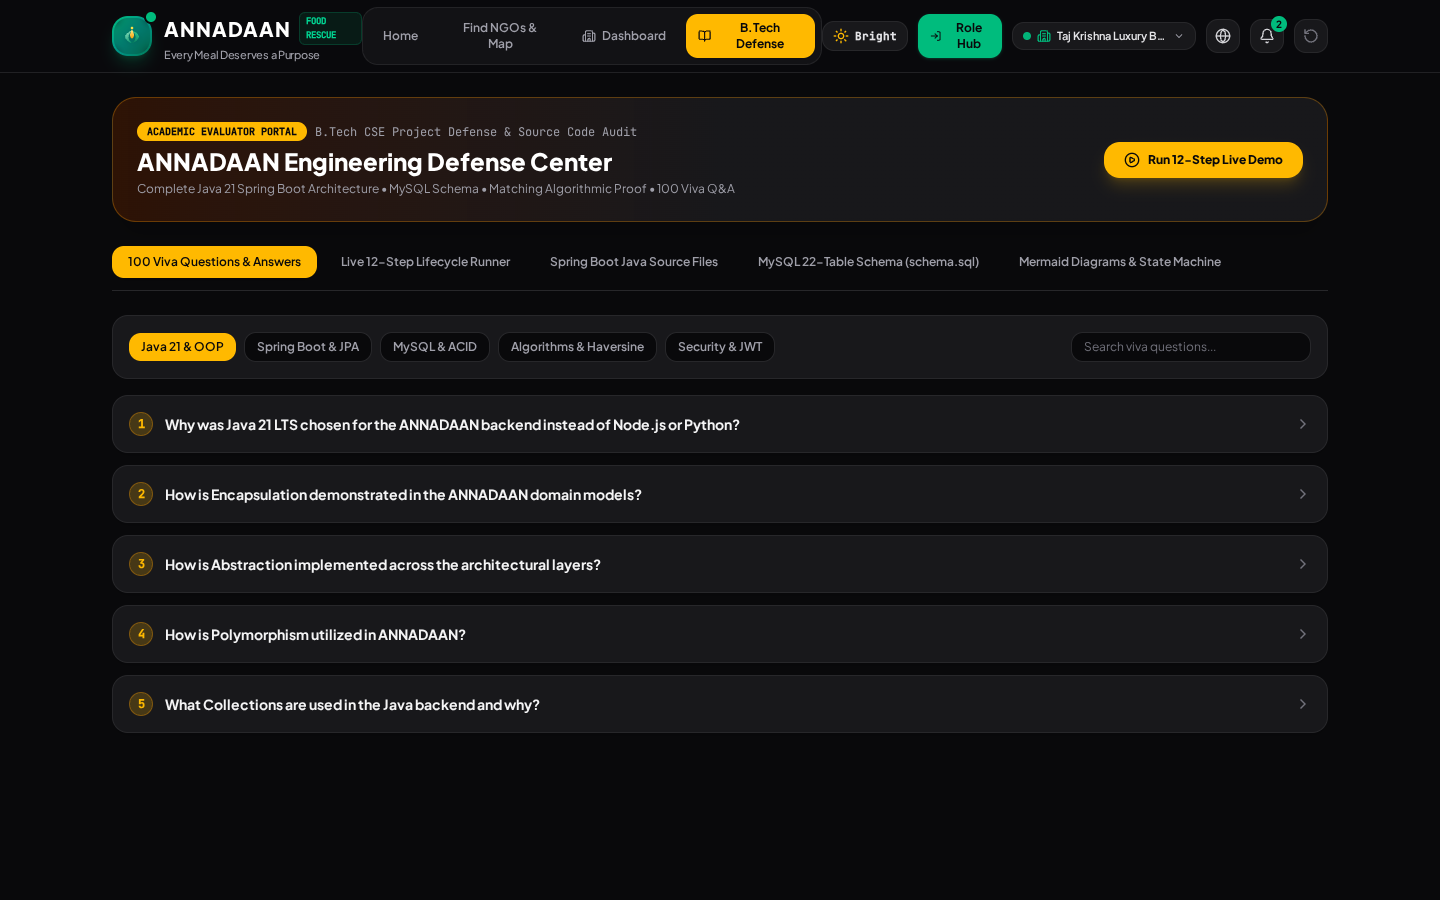 ANNADAAN
FOOD RESCUE
Every Meal Deserves a Purpose
Home
Find NGOs & Map
Dashboard
B.Tech Defense
Bright
Role Hub
Taj Krishna Luxury B...
2
ACADEMIC EVALUATOR PORTAL
B.Tech CSE Project Defense & Source Code Audit
ANNADAAN Engineering Defense Center
Complete Java 21 Spring Boot Architecture • MySQL Schema • Matching Algorithmic Proof • 100 Viva Q&A
Run 12-Step Live Demo
100 Viva Questions & Answers
Live 12-Step Lifecycle Runner
Spring Boot Java Source Files
MySQL 22-Table Schema (schema.sql)
Mermaid Diagrams & State Machine
Java 21 & OOP
Spring Boot & JPA
MySQL & ACID
Algorithms & Haversine
Security & JWT
Search viva questions...
1 Why was Java 21 LTS chosen for the ANNADAAN backend instead of Node.js or Python?
2 How is Encapsulation demonstrated in the ANNADAAN domain models?
3 How is Abstraction implemented across the architectural layers?
4 How is Polymorphism utilized in ANNADAAN?
5 What Collections are used in the Java backend and why?